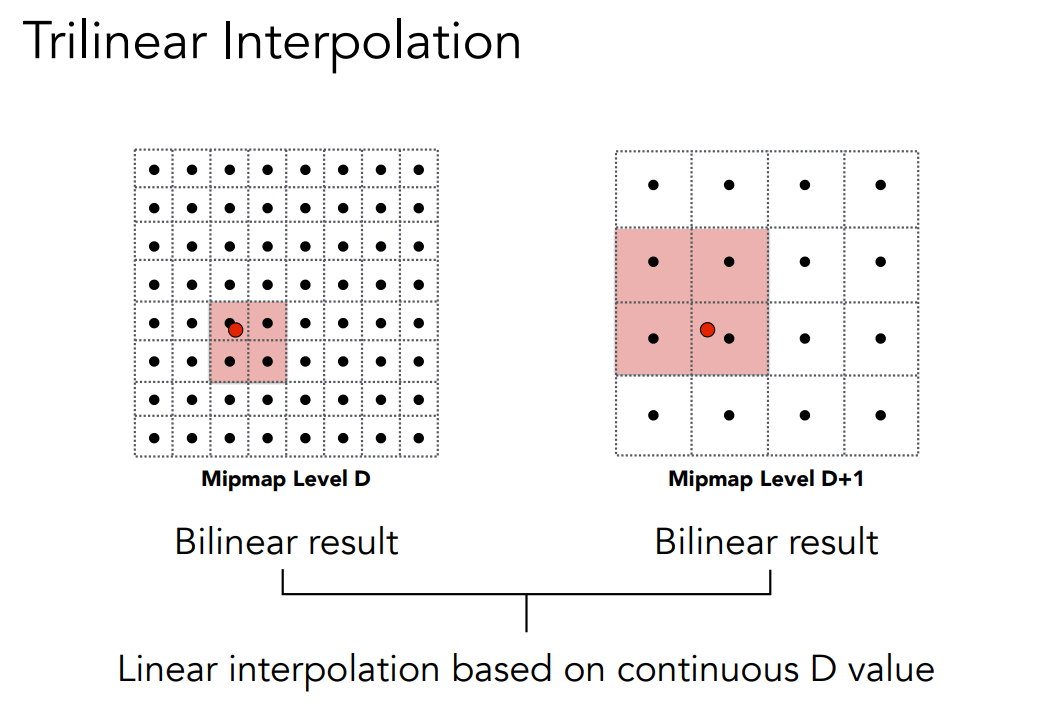 Trilinear Interpolation
Mipmap Level D
Mipmap Level D+1
Bilinear result
Bilinear result
Linear interpolation based on continuous D value